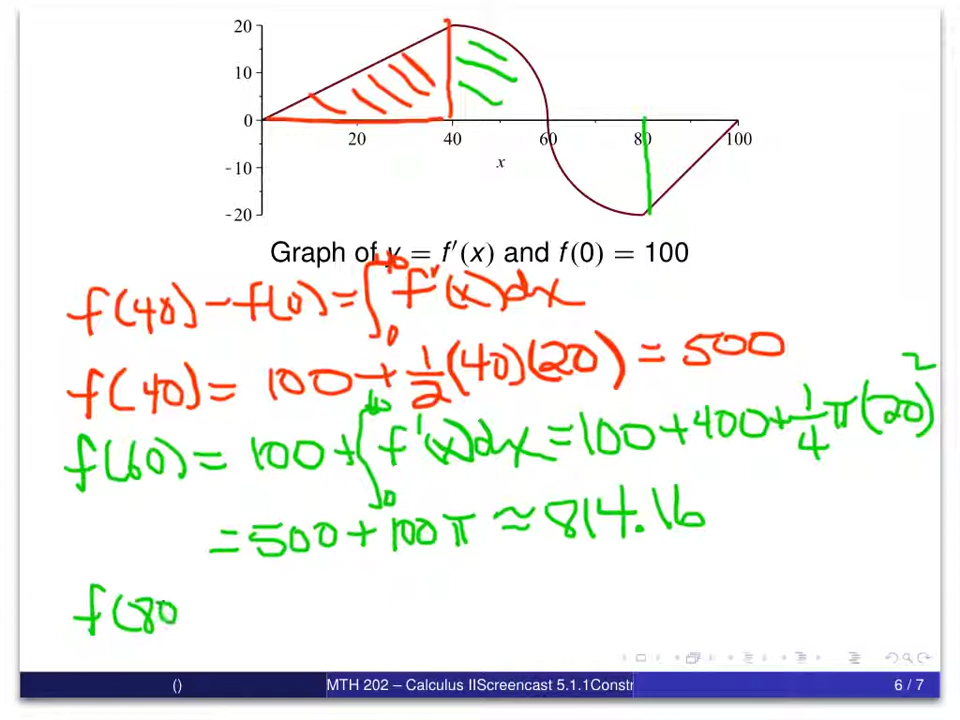 20
10
0
20 40 60 80 100
-10
x
-20
Graph of y = f′(x) and f(0) = 100
f(40) − f(0) = ∫₀⁴⁰ f′(x)dx
f(40) = 100 + 1/2 (40)(20) = 500
f(60) = 100 + ∫₀ f′(x)dx = 100 + 400 + 1/4 π(20)²
= 500 + 100π ≈ 814.16
f(80
() MTH 202 – Calculus IIScreencast 5.1.1Constr 6 / 7